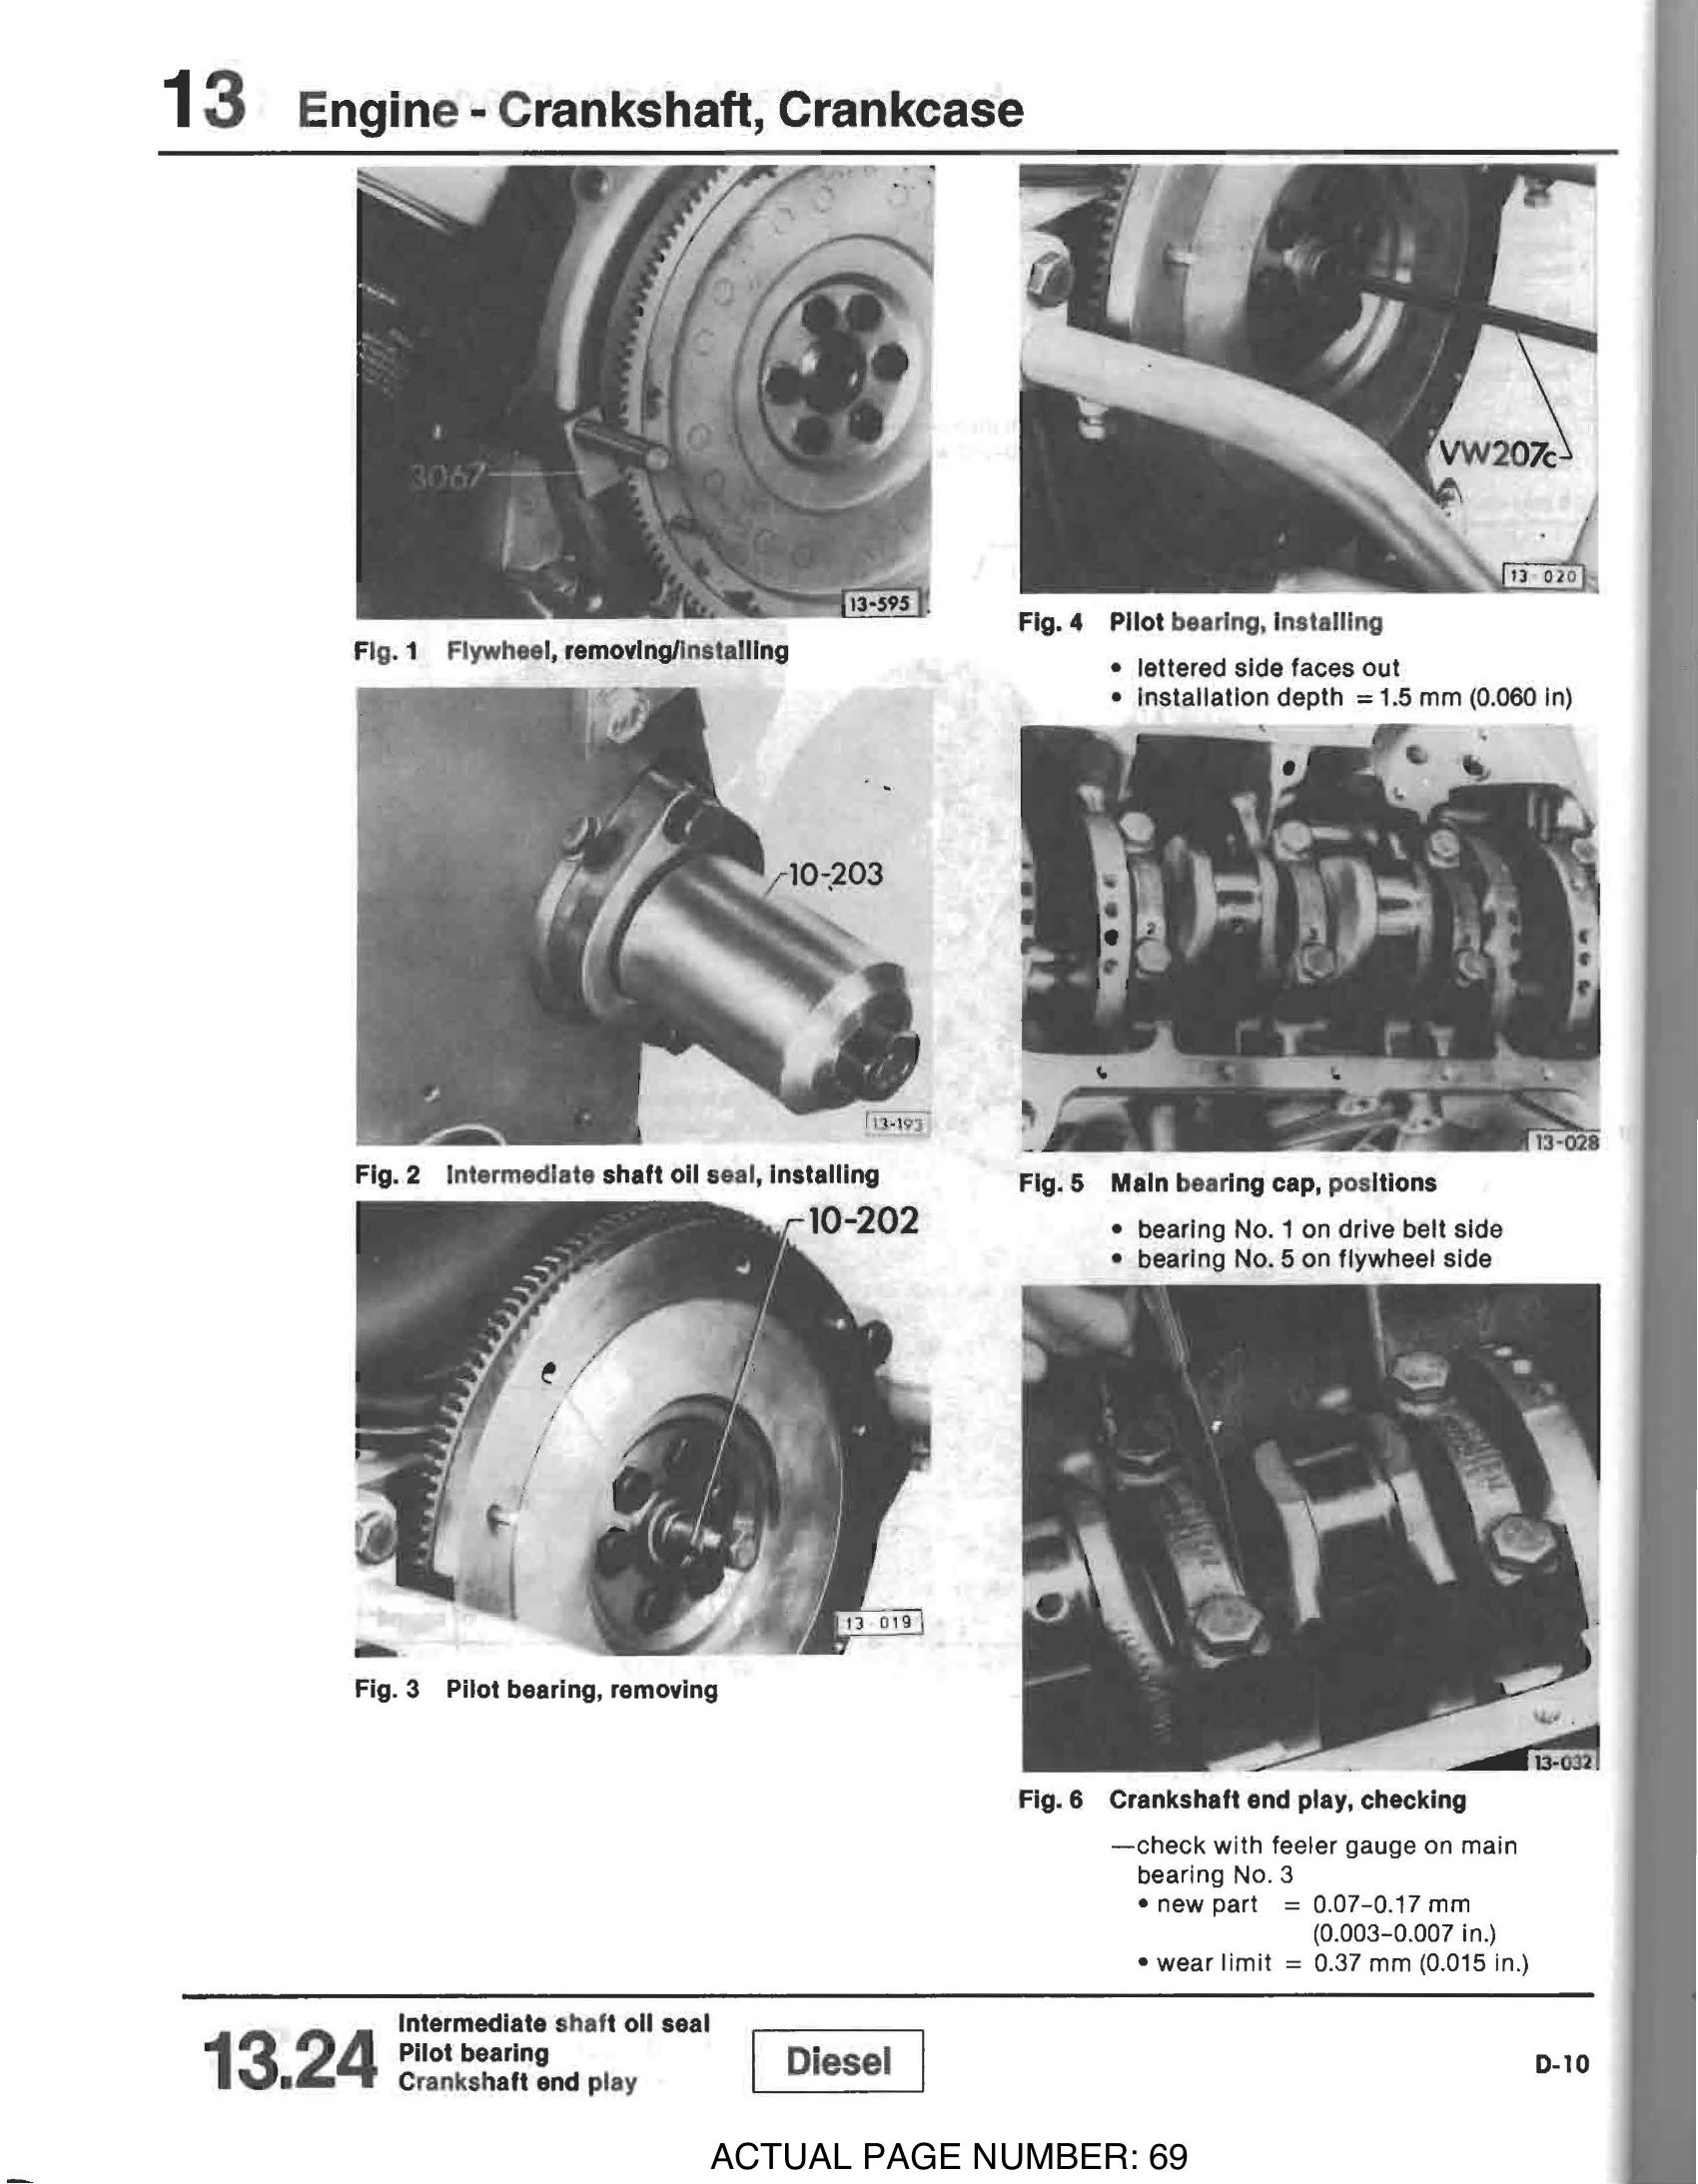 13 Engine - Crankshaft, Crankcase
3067
13-595
Fig. 1 Flywheel, removing/installing
10-203
13-193
Fig. 2 Intermediate shaft oil seal, installing
10-202
13-019
Fig. 3 Pilot bearing, removing
VW207c
13-020
Fig. 4 Pilot bearing, installing
• lettered side faces out
• installation depth = 1.5 mm (0.060 in)
2
3
13-028
Fig. 5 Main bearing cap, positions
• bearing No. 1 on drive belt side
• bearing No. 5 on flywheel side
13-032
Fig. 6 Crankshaft end play, checking
—check with feeler gauge on main
bearing No. 3
• new part = 0.07-0.17 mm
(0.003-0.007 in.)
• wear limit = 0.37 mm (0.015 in.)
13.24
Intermediate shaft oil seal
Pilot bearing
Crankshaft end play
Diesel
D-10
ACTUAL PAGE NUMBER: 69